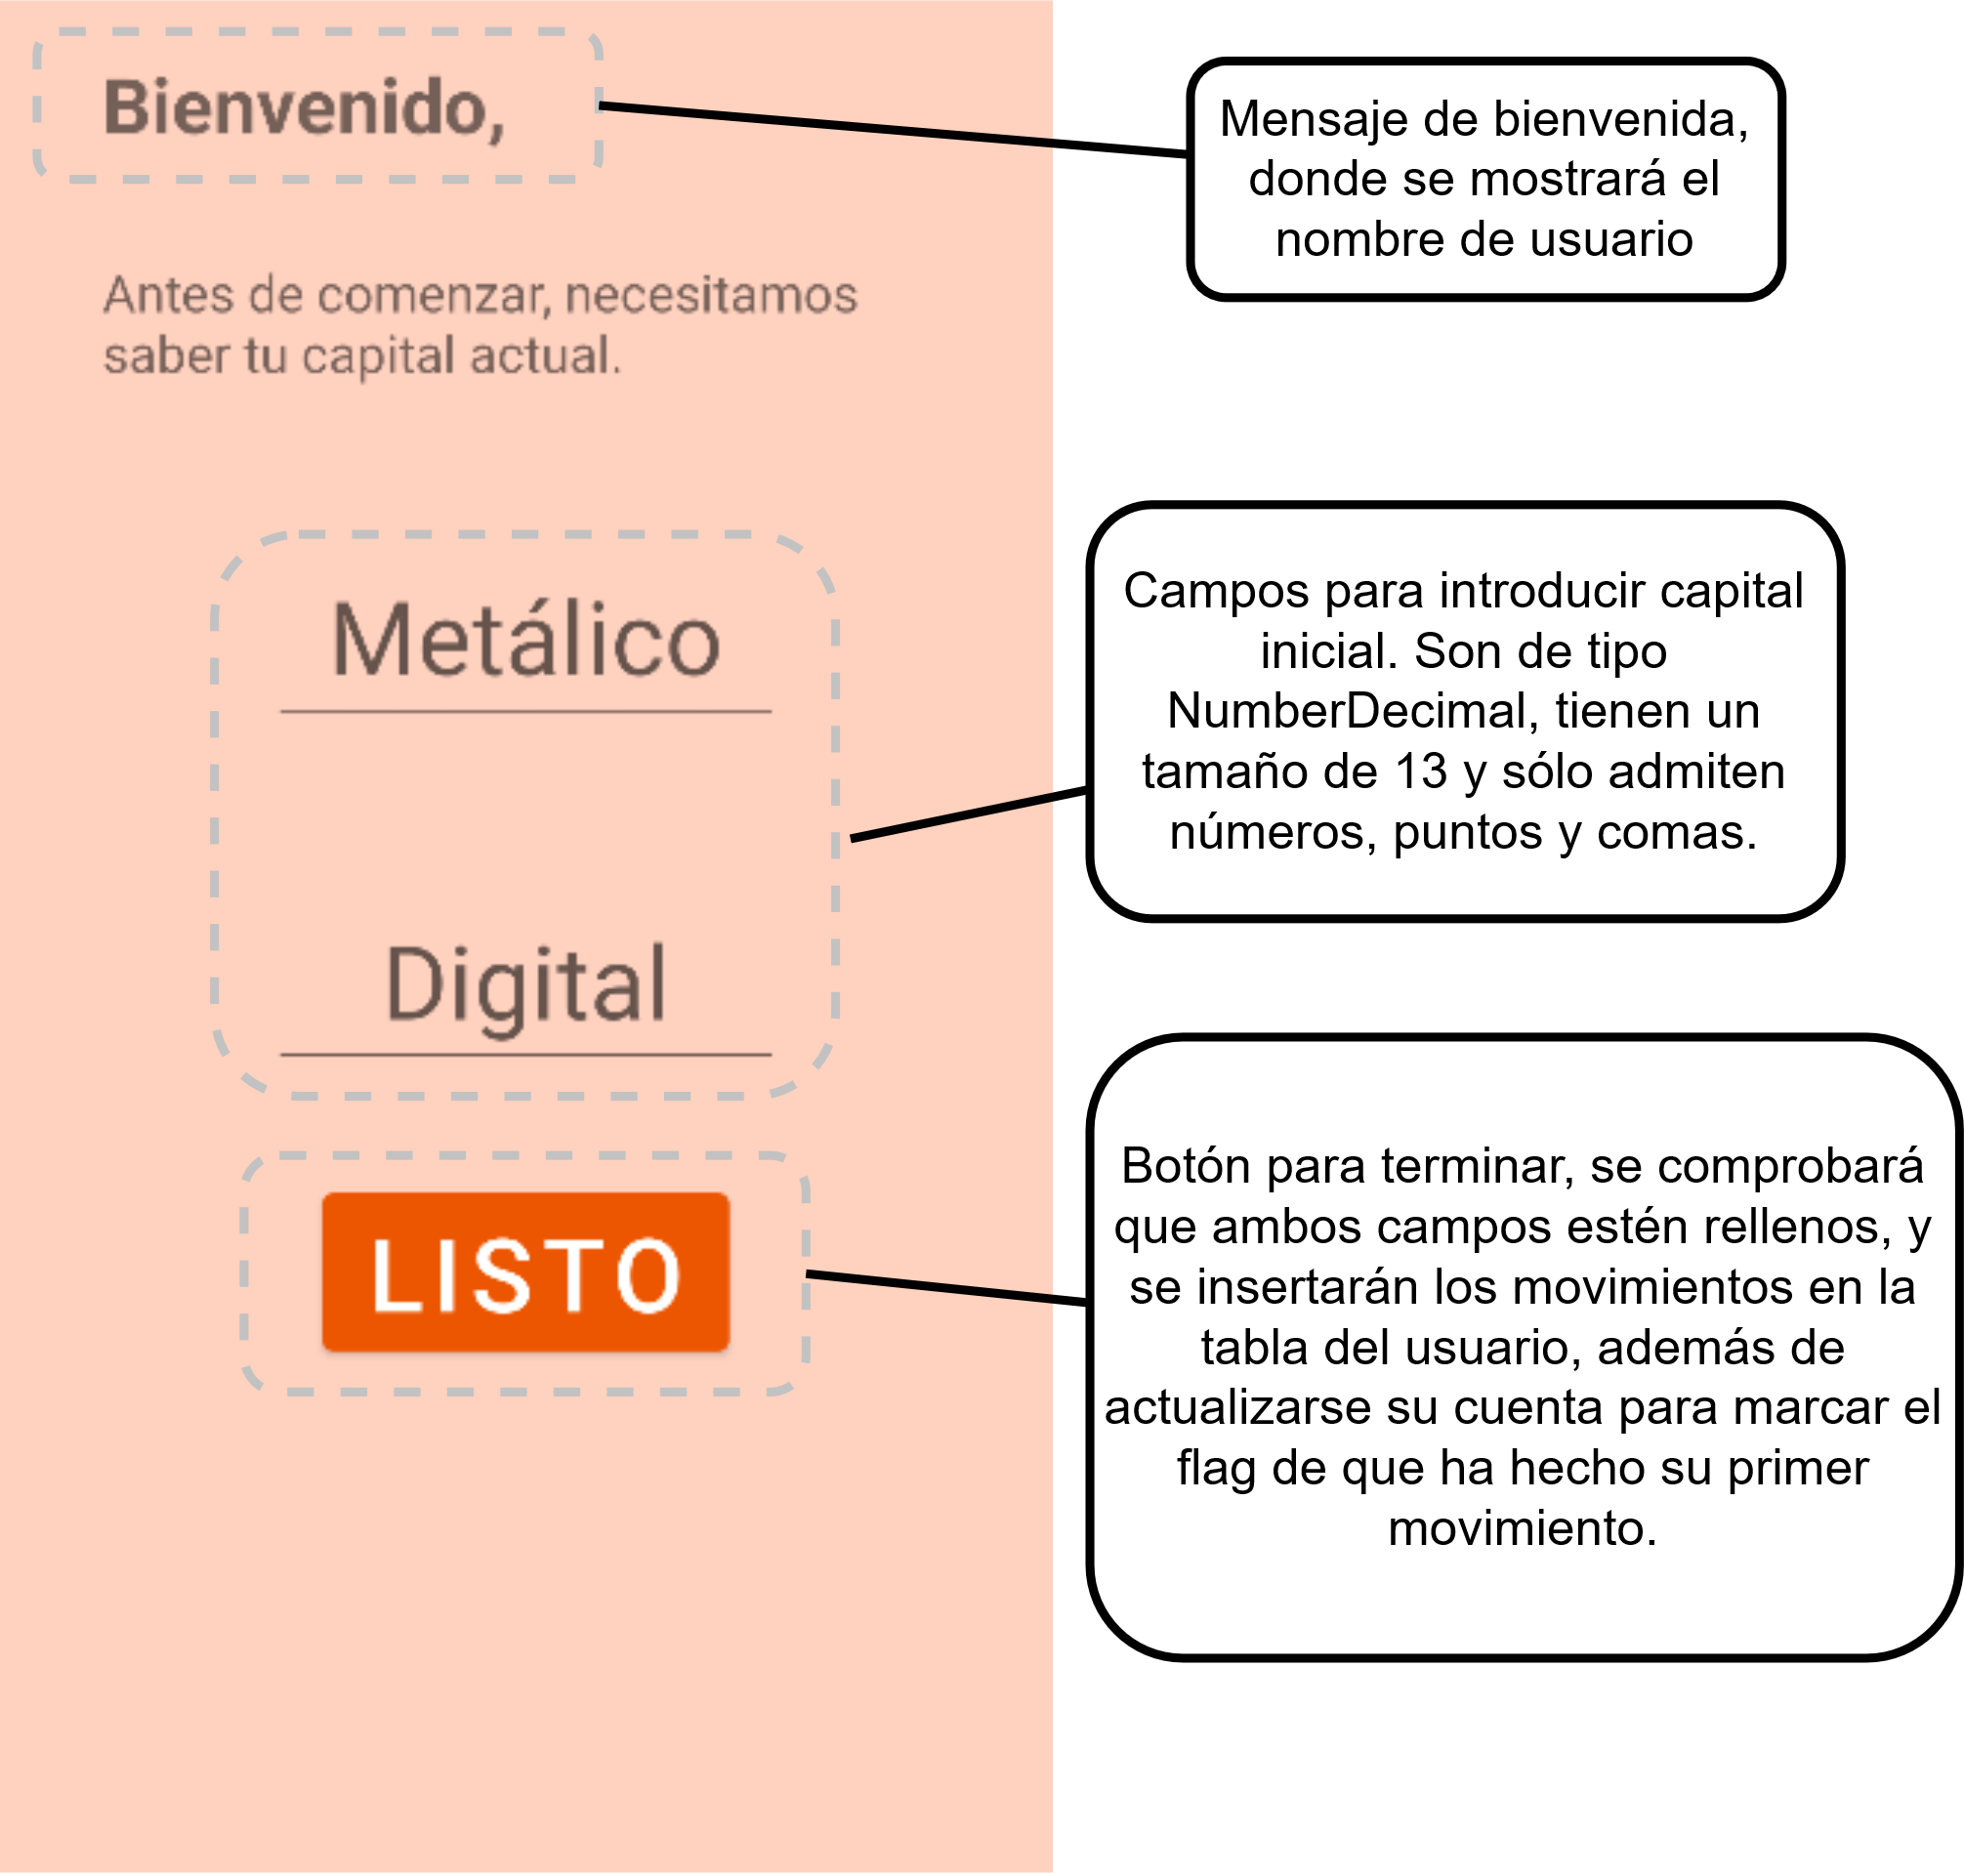 Bienvenido,
Antes de comenzar, necesitamos
saber tu capital actual.
Metálico
Digital
LISTO
Mensaje de bienvenida,
donde se mostrará el
nombre de usuario
Campos para introducir capital
inicial. Son de tipo
NumberDecimal, tienen un
tamaño de 13 y sólo admiten
números, puntos y comas.
Botón para terminar, se comprobará
que ambos campos estén rellenos, y
se insertarán los movimientos en la
tabla del usuario, además de
actualizarse su cuenta para marcar el
flag de que ha hecho su primer
movimiento.